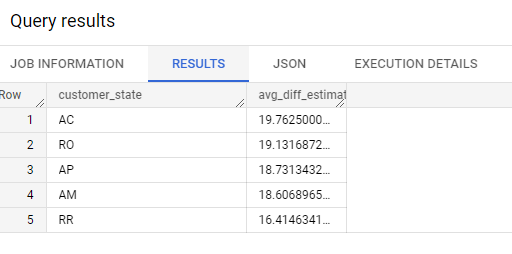 Query results
JOB INFORMATION RESULTS JSON EXECUTION DETAILS
Row customer_state avg_diff_estimat
1 AC 19.7625000...
2 RO 19.1316872...
3 AP 18.7313432...
4 AM 18.6068965...
5 RR 16.4146341...